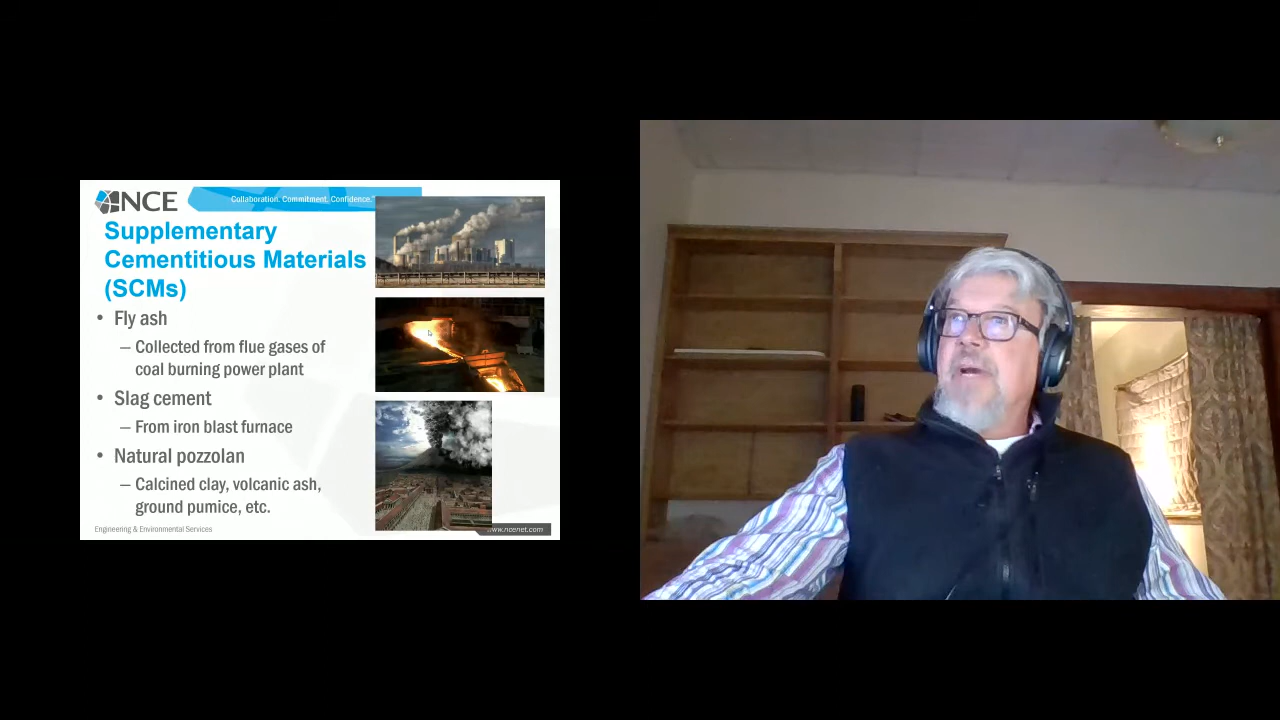 NCE
Collaboration. Commitment. Confidence.™
Supplementary
Cementitious Materials
(SCMs)
• Fly ash
– Collected from flue gases of
coal burning power plant
• Slag cement
– From iron blast furnace
• Natural pozzolan
– Calcined clay, volcanic ash,
ground pumice, etc.
Engineering & Environmental Services
www.ncenet.com